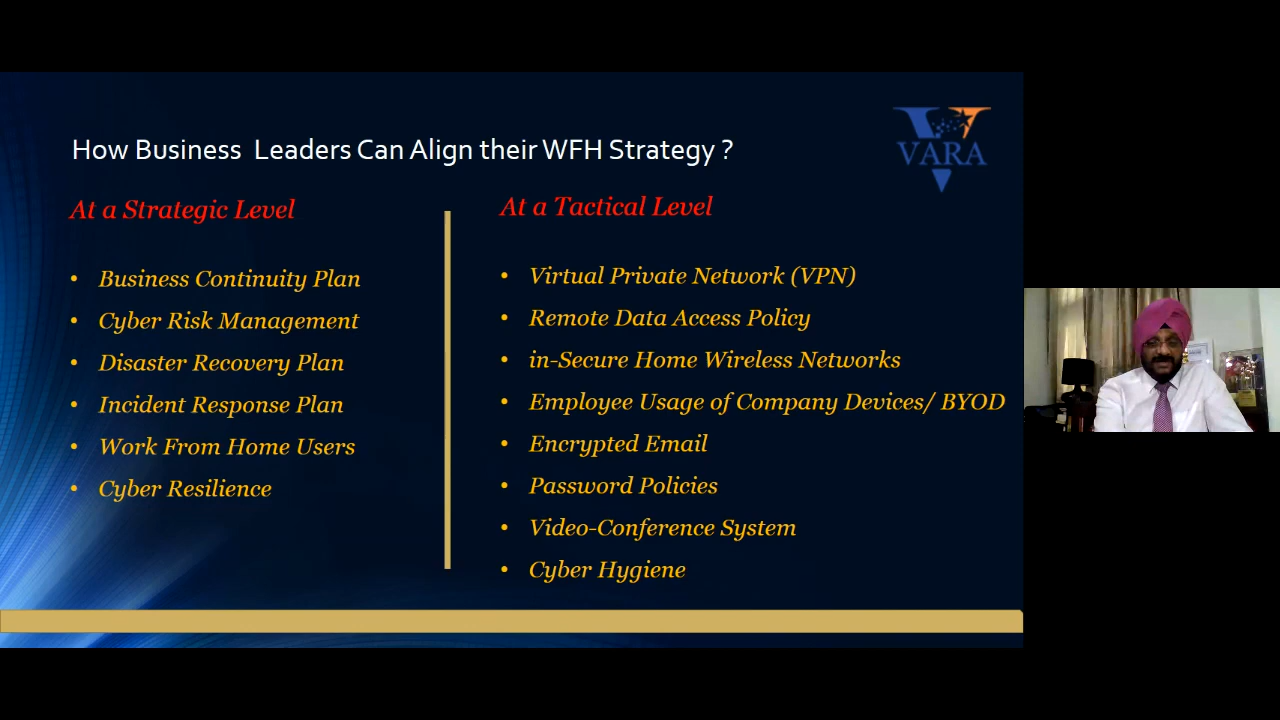 How Business Leaders Can Align their WFH Strategy ?
VARA
At a Strategic Level
• Business Continuity Plan
• Cyber Risk Management
• Disaster Recovery Plan
• Incident Response Plan
• Work From Home Users
• Cyber Resilience
At a Tactical Level
• Virtual Private Network (VPN)
• Remote Data Access Policy
• in-Secure Home Wireless Networks
• Employee Usage of Company Devices/ BYOD
• Encrypted Email
• Password Policies
• Video-Conference System
• Cyber Hygiene